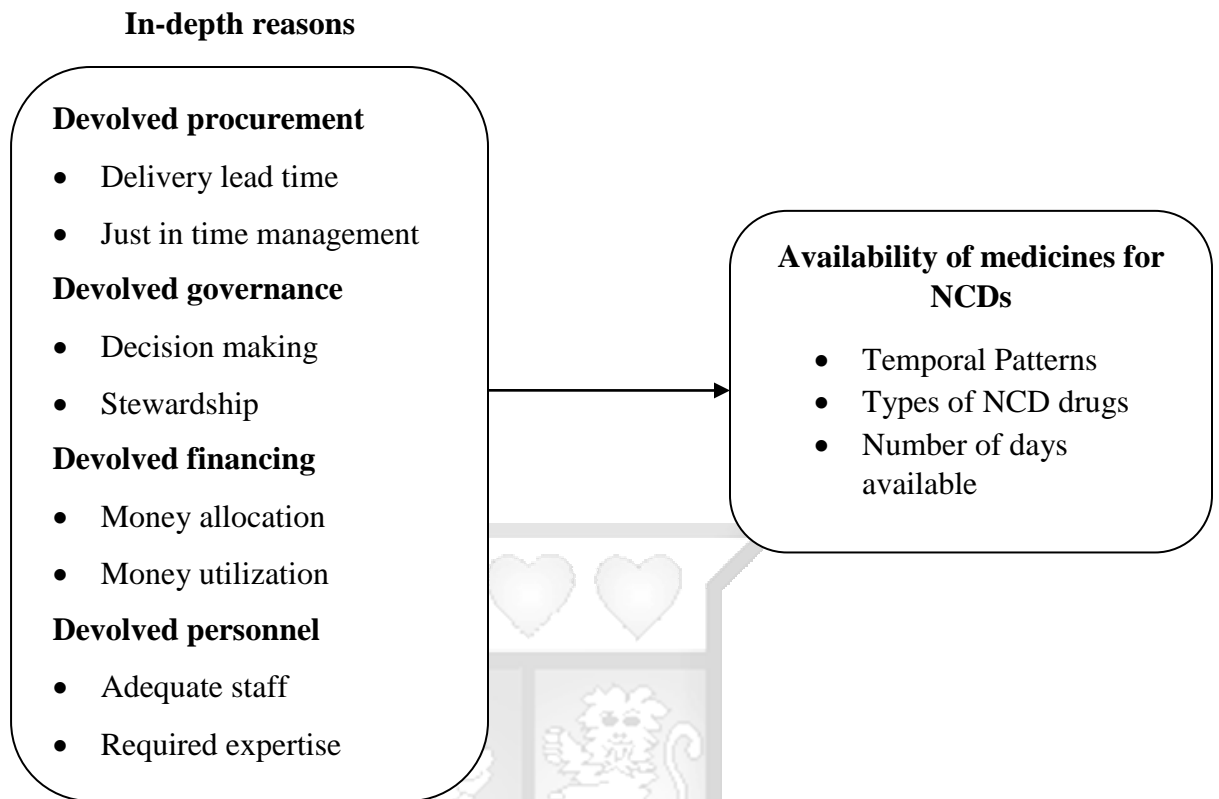 In-depth reasons
Devolved procurement
• Delivery lead time
• Just in time management
Devolved governance
• Decision making
• Stewardship
Devolved financing
• Money allocation
• Money utilization
Devolved personnel
• Adequate staff
• Required expertise
Availability of medicines for
NCDs
• Temporal Patterns
• Types of NCD drugs
• Number of days
available